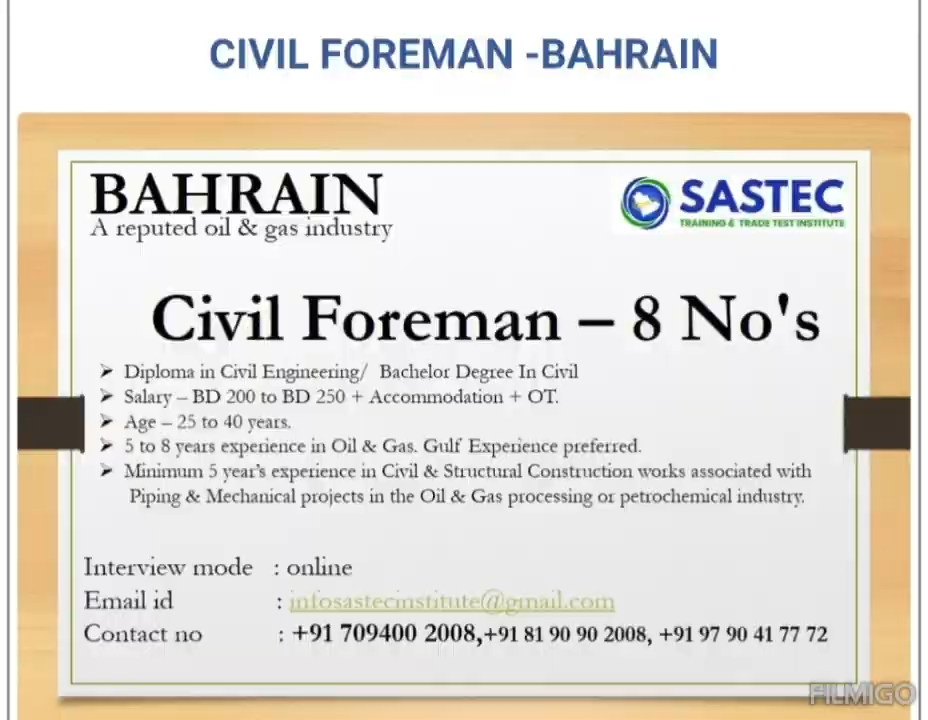 CIVIL FOREMAN -BAHRAIN
BAHRAIN
A reputed oil & gas industry
SASTEC
TRAINING & TRADE TEST INSTITUTE
Civil Foreman – 8 No's
➤ Diploma in Civil Engineering/ Bachelor Degree In Civil
➤ Salary – BD 200 to BD 250 + Accommodation + OT.
➤ Age – 25 to 40 years.
➤ 5 to 8 years experience in Oil & Gas. Gulf Experience preferred.
➤ Minimum 5 year's experience in Civil & Structural Construction works associated with
Piping & Mechanical projects in the Oil & Gas processing or petrochemical industry.
Interview mode : online
Email id : infosastecinstitute@gmail.com
Contact no : +91 709400 2008,+91 81 90 90 2008, +91 97 90 41 77 72
FILMIGO